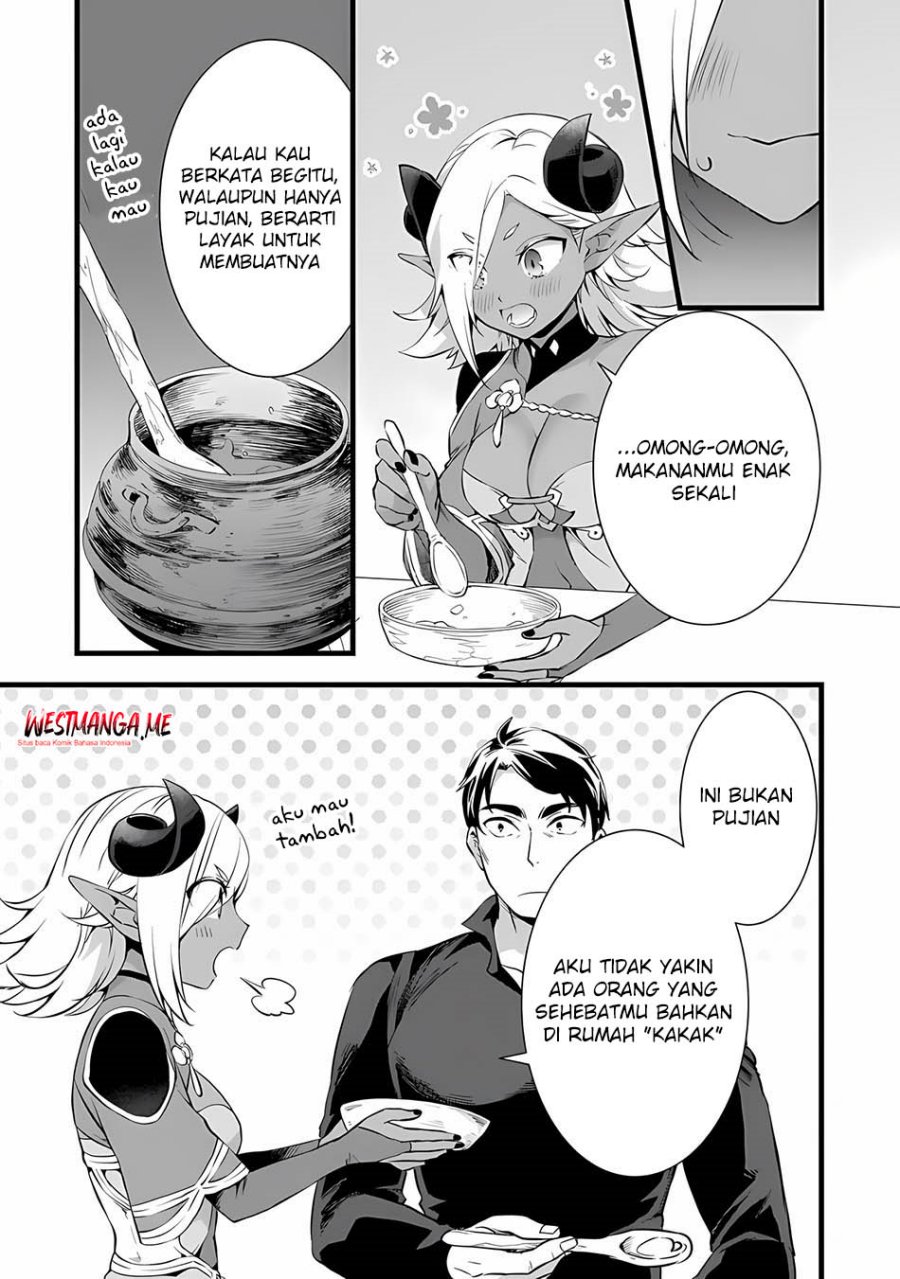 ...OMONG-OMONG,
MAKANANMU ENAK
SEKALI
KALAU KAU
BERKATA BEGITU,
WALAUPUN HANYA
PUJIAN, BERARTI
LAYAK UNTUK
MEMBUATNYA
ada
lagi
kalau
kau
mau
INI BUKAN
PUJIAN
AKU TIDAK YAKIN
ADA ORANG YANG
SEHEBATMU BAHKAN
DI RUMAH "KAKAK"
aku mau
tambah!
WESTMANGA.ME
Situs baca Komik Bahasa Indonesia